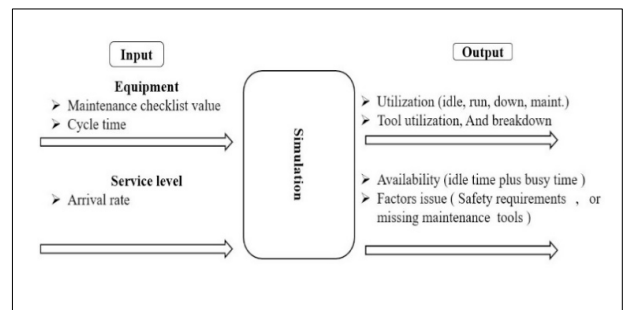 Input
Equipment
➢ Maintenance checklist value
➢ Cycle time
Service level
➢ Arrival rate
Simulation
Output
➢ Utilization (idle, run, down, maint.)
➢ Tool utilization, And breakdown
➢ Availability (idle time plus busy time )
➢ Factors issue ( Safety requirements , or
missing maintenance tools )